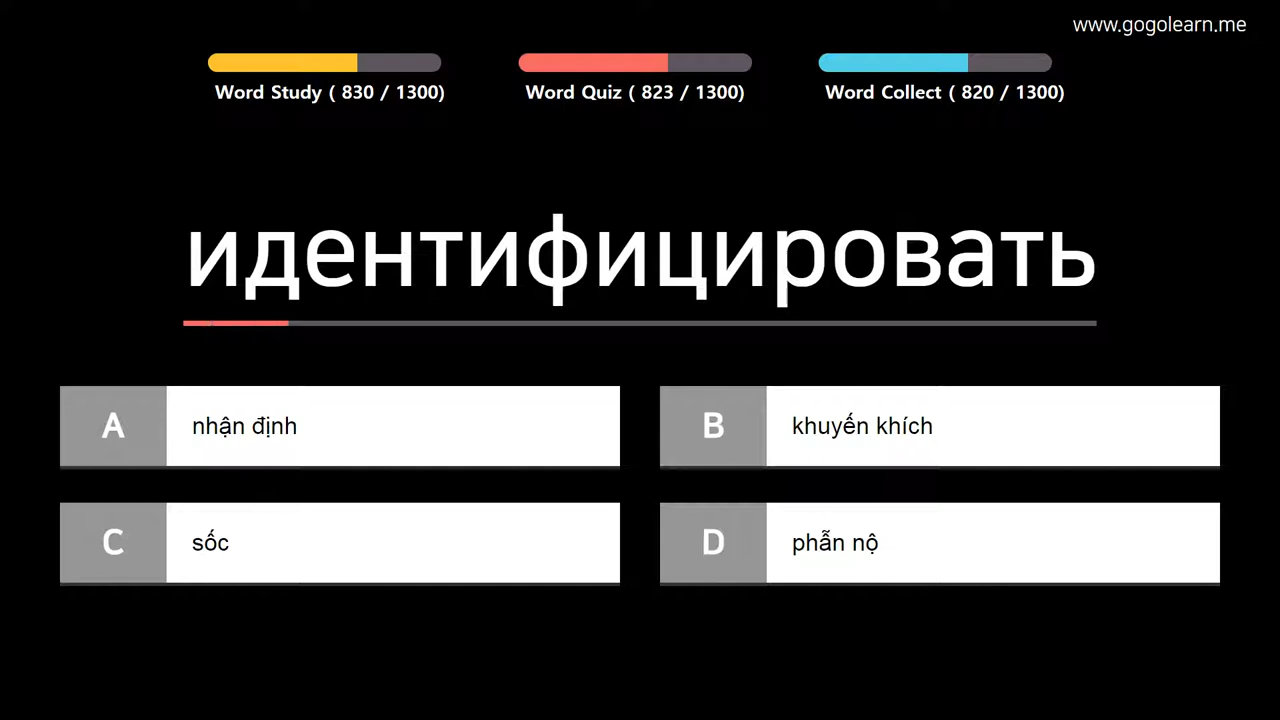 www.gogolearn.me
Word Study ( 830 / 1300)
Word Quiz ( 823 / 1300)
Word Collect ( 820 / 1300)
идентифицировать
A nhận định
B khuyến khích
C sốc
D phẫn nộ